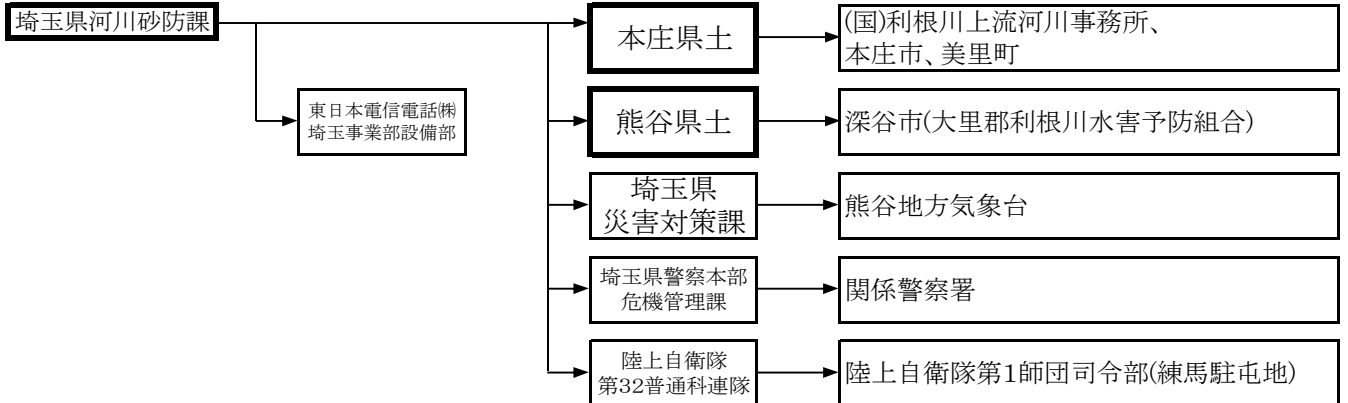 埼玉県河川砂防課
本庄県土
(国)利根川上流河川事務所、
本庄市、美里町
東日本電信電話㈱
埼玉事業部設備部
熊谷県土
深谷市(大里郡利根川水害予防組合)
埼玉県
災害対策課
熊谷地方気象台
埼玉県警察本部
危機管理課
関係警察署
陸上自衛隊
第32普通科連隊
陸上自衛隊第1師団司令部(練馬駐屯地)